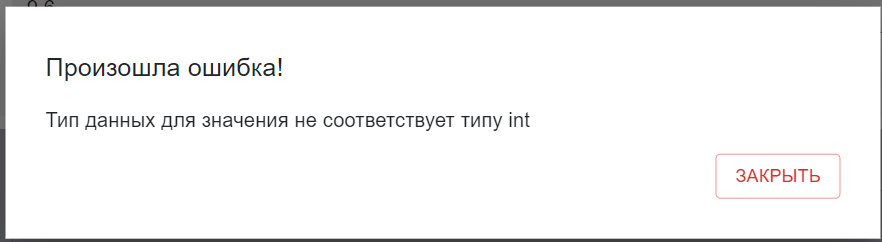 Произошла ошибка!
Тип данных для значения не соответствует типу int
ЗАКРЫТЬ